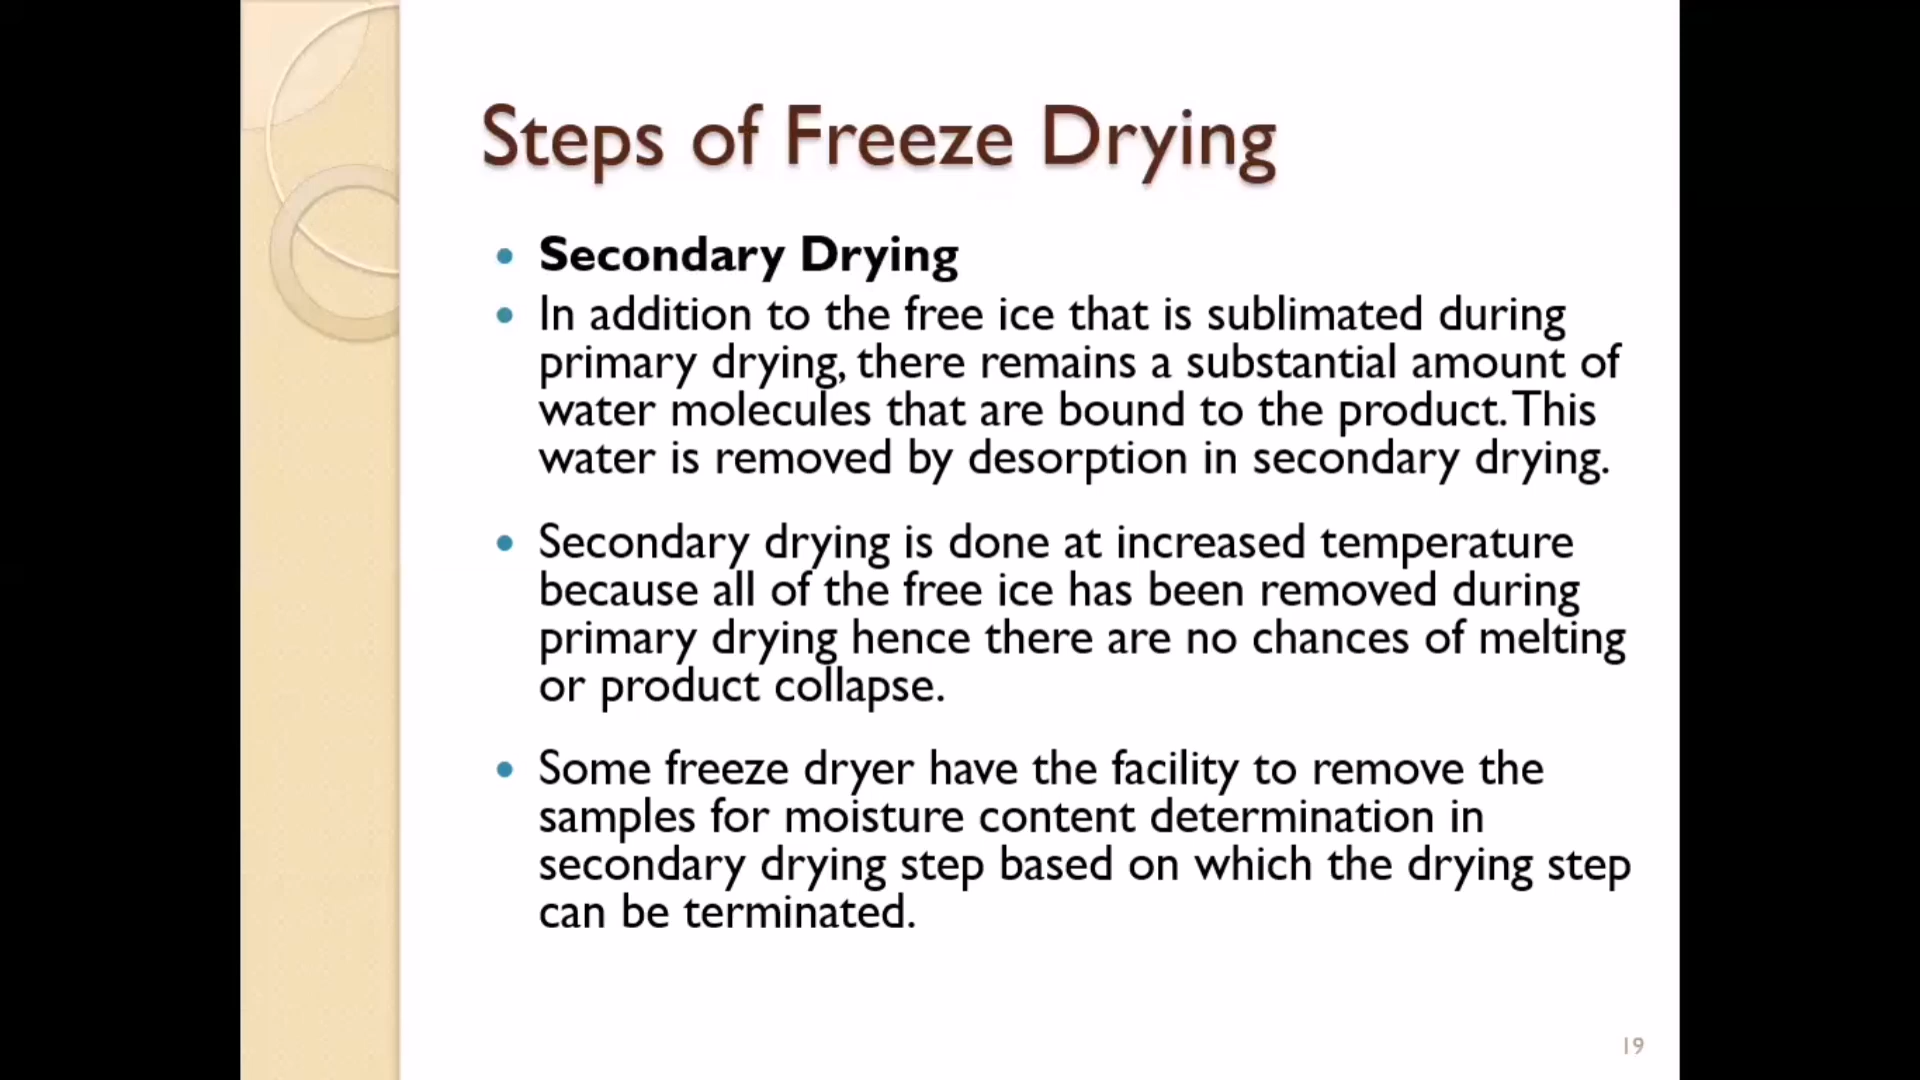 Steps of Freeze Drying
• Secondary Drying
• In addition to the free ice that is sublimated during
primary drying, there remains a substantial amount of
water molecules that are bound to the product. This
water is removed by desorption in secondary drying.
• Secondary drying is done at increased temperature
because all of the free ice has been removed during
primary drying hence there are no chances of melting
or product collapse.
• Some freeze dryer have the facility to remove the
samples for moisture content determination in
secondary drying step based on which the drying step
can be terminated.
19